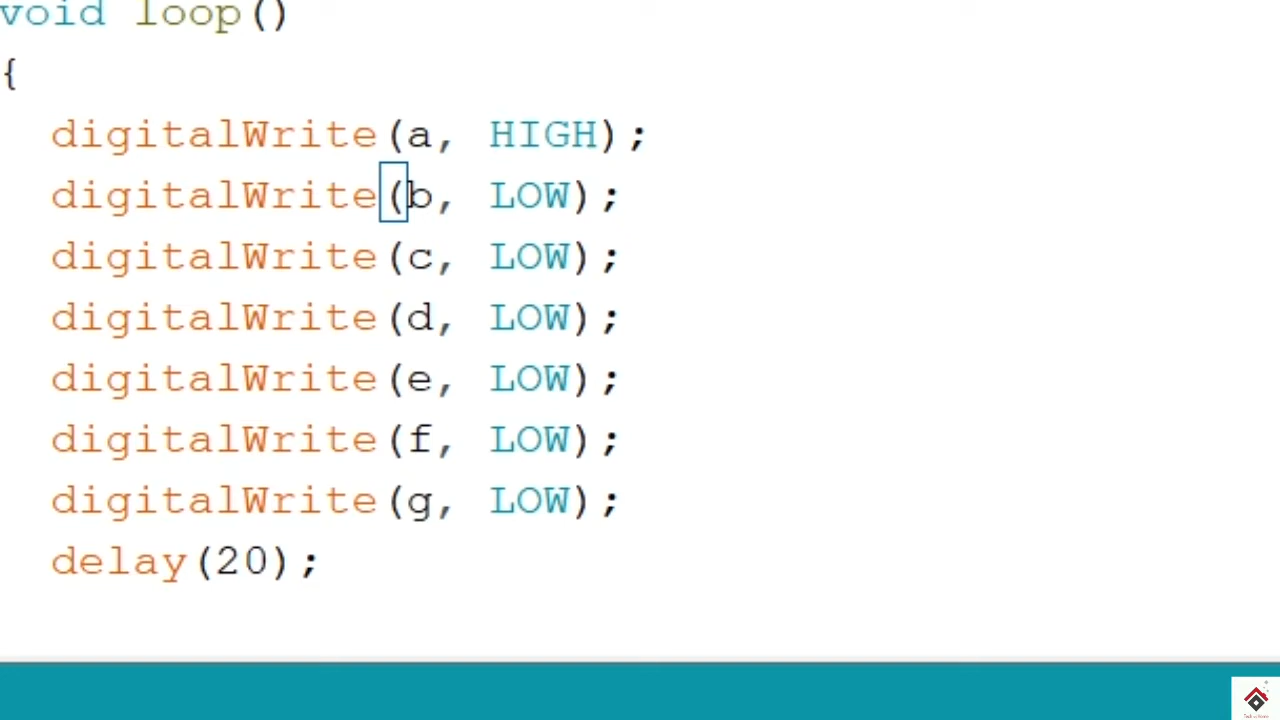 void loop()
{
digitalWrite(a, HIGH);
digitalWrite(b, LOW);
digitalWrite(c, LOW);
digitalWrite(d, LOW);
digitalWrite(e, LOW);
digitalWrite(f, LOW);
digitalWrite(g, LOW);
delay(20);